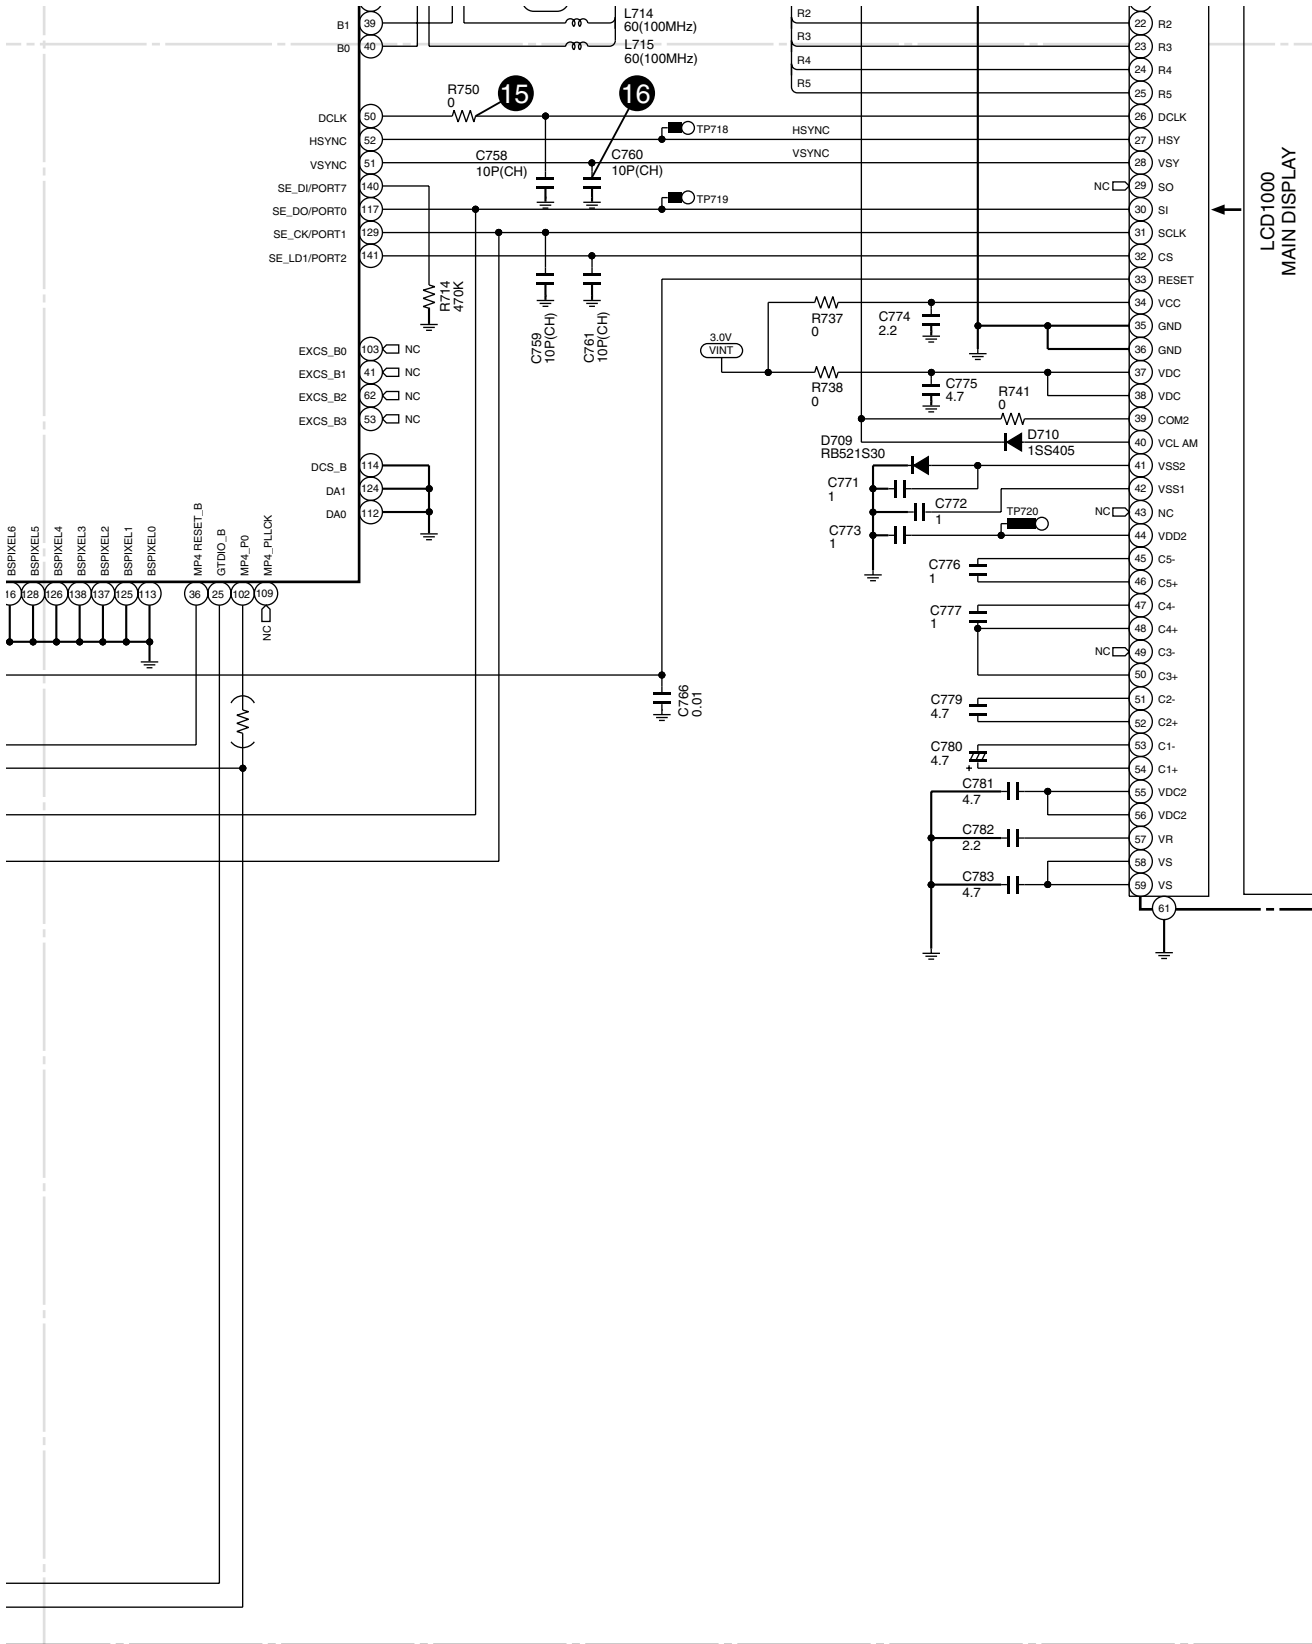 B1 39
B0 40
L714
60(100MHz)
L715
60(100MHz)
R2
R3
R4
R5
22 R2
23 R3
24 R4
25 R5
R750
0
15
16
DCLK 50
HSYNC 52
VSYNC 51
SE_DI/PORT7 140
SE_DO/PORT0 117
SE_CK/PORT1 129
SE_LD1/PORT2 141
TP718
HSYNC
VSYNC
C758
10P(CH)
C760
10P(CH)
TP719
26 DCLK
27 HSY
28 VSY
NC 29 SO
30 SI
31 SCLK
32 CS
33 RESET
34 VCC
35 GND
36 GND
37 VDC
38 VDC
39 COM2
40 VCL AM
41 VSS2
42 VSS1
NC 43 NC
44 VDD2
45 C5-
46 C5+
47 C4-
48 C4+
NC 49 C3-
50 C3+
51 C2-
52 C2+
53 C1-
54 C1+
55 VDC2
56 VDC2
57 VR
58 VS
59 VS
61
LCD1000
MAIN DISPLAY
R714
470K
C759
10P(CH)
C761
10P(CH)
R737
0
C774
2.2
3.0V
VINT
R738
0
C775
4.7
R741
0
EXCS_B0 103 NC
EXCS_B1 41 NC
EXCS_B2 62 NC
EXCS_B3 53 NC
D709
RB521S30
D710
1SS405
DCS_B 114
DA1 124
DA0 112
C771
1
C772
1
C773
1
TP720
C776
1
C777
1
C779
4.7
C780
4.7
+
C781
4.7
C782
2.2
C783
4.7
BSPIXEL6
BSPIXEL5
BSPIXEL4
BSPIXEL3
BSPIXEL2
BSPIXEL1
BSPIXEL0
MP4 RESET_B
GTDIO_B
MP4_P0
MP4_PLLCK
16 128 126 138 137 125 113 36 25 102 109
NC
C766
0.01